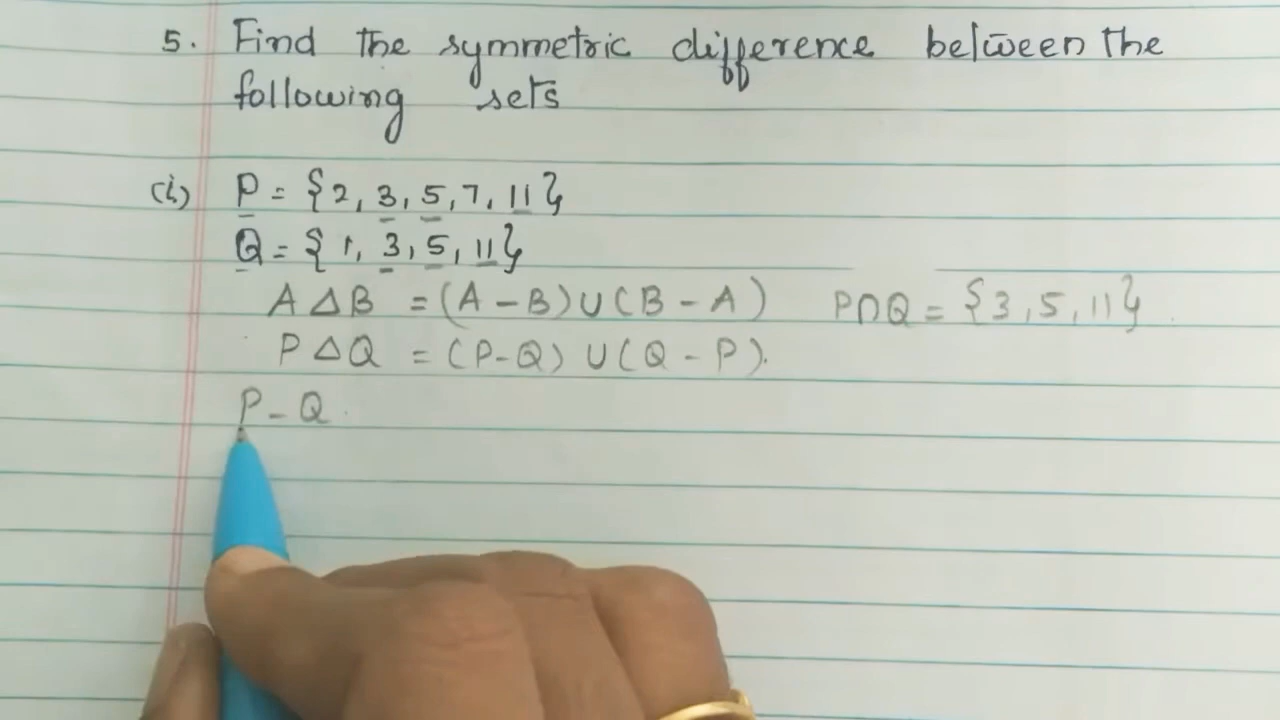 5. Find the symmetric difference between the
following sets
(i) P = {2, 3, 5, 7, 11}
Q = {1, 3, 5, 11}
A Δ B = (A - B) ∪ (B - A) P∩Q = {3, 5, 11}
P Δ Q = (P-Q) ∪ (Q - P).
P - Q